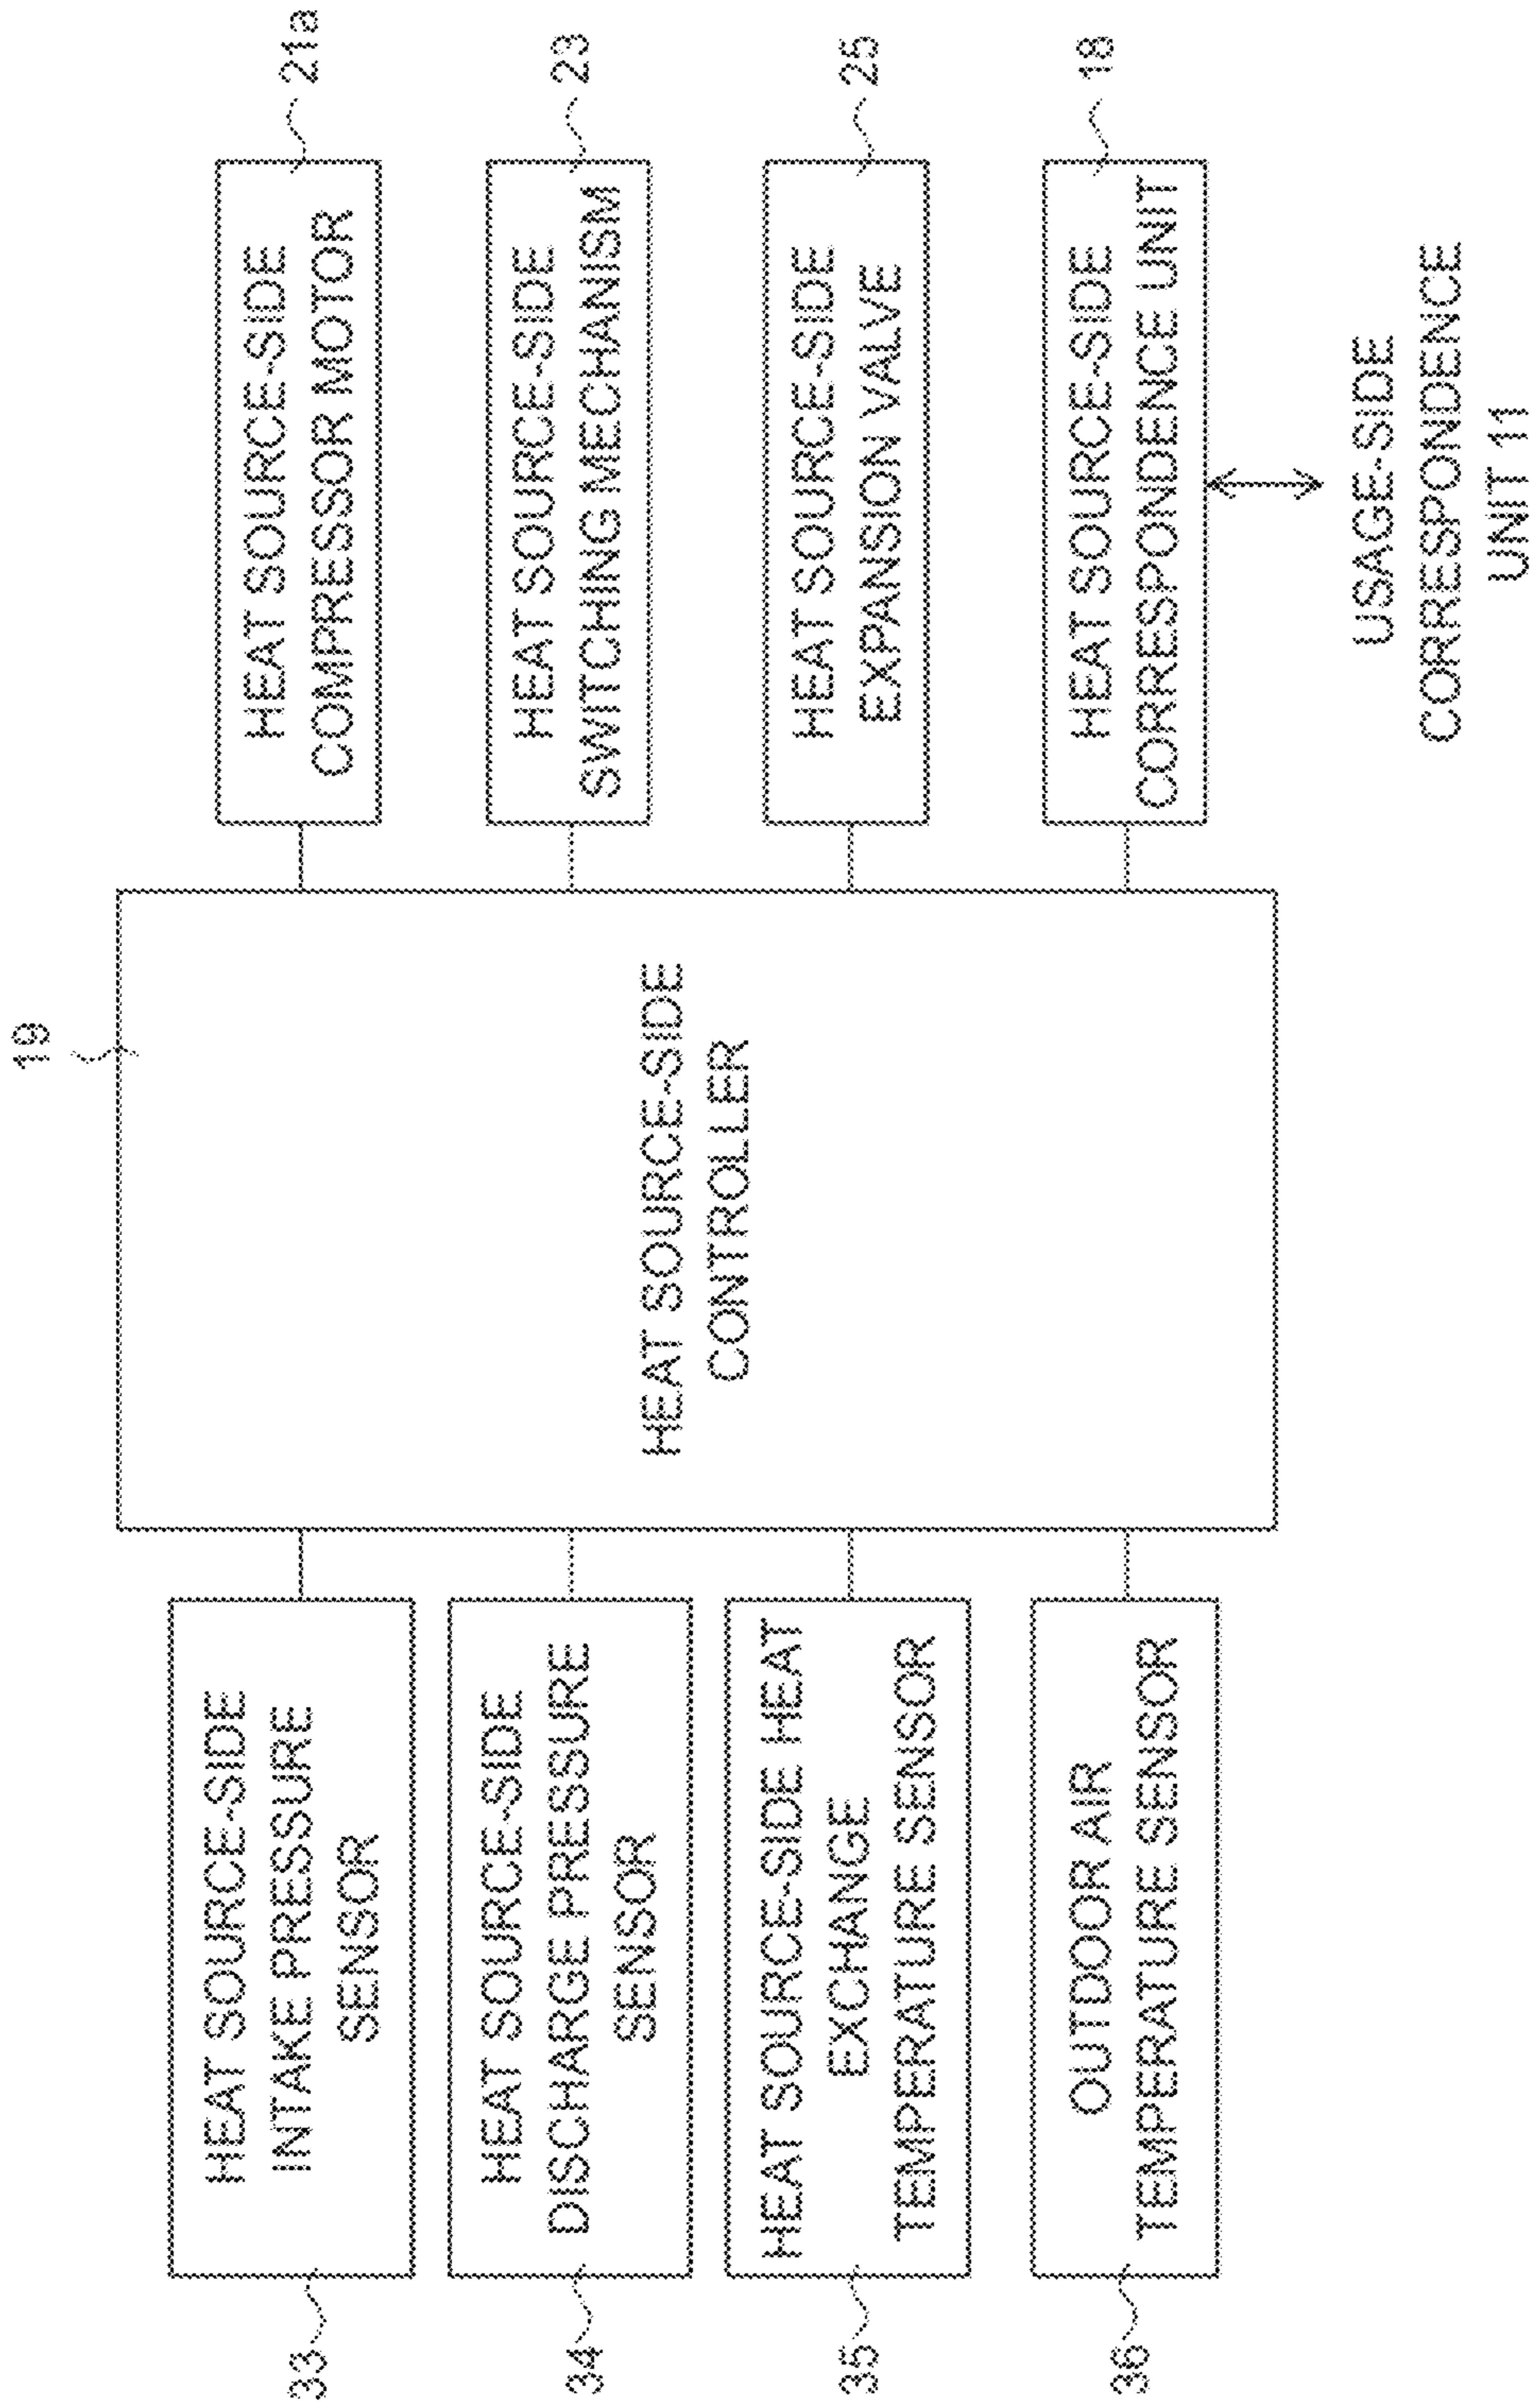 19
33
HEAT SOURCE-SIDE
INTAKE PRESSURE
SENSOR
34
HEAT SOURCE-SIDE
DISCHARGE PRESSURE
SENSOR
35
HEAT SOURCE-SIDE HEAT
EXCHANGE
TEMPERATURE SENSOR
36
OUTDOOR AIR
TEMPERATURE SENSOR
HEAT SOURCE-SIDE
CONTROLLER
HEAT SOURCE-SIDE
COMPRESSOR MOTOR
21a
HEAT SOURCE-SIDE
SWITCHING MECHANISM
23
HEAT SOURCE-SIDE
EXPANSION VALVE
25
HEAT SOURCE-SIDE
CORRESPONDENCE UNIT
18
USAGE-SIDE
CORRESPONDENCE
UNIT 11